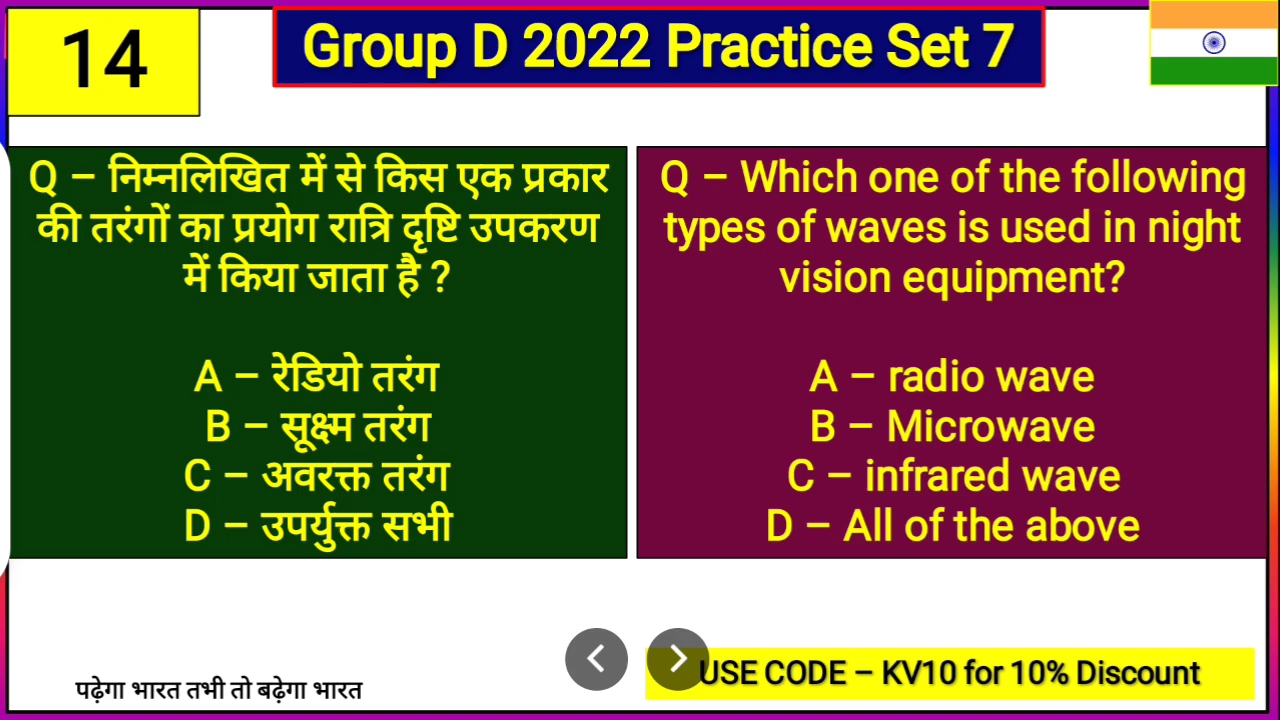 14
Group D 2022 Practice Set 7
Q – निम्नलिखित में से किस एक प्रकार
की तरंगों का प्रयोग रात्रि दृष्टि उपकरण
में किया जाता है ?
A – रेडियो तरंग
B – सूक्ष्म तरंग
C – अवरक्त तरंग
D – उपर्युक्त सभी
Q – Which one of the following
types of waves is used in night
vision equipment?
A – radio wave
B – Microwave
C – infrared wave
D – All of the above
पढ़ेगा भारत तभी तो बढ़ेगा भारत
USE CODE – KV10 for 10% Discount